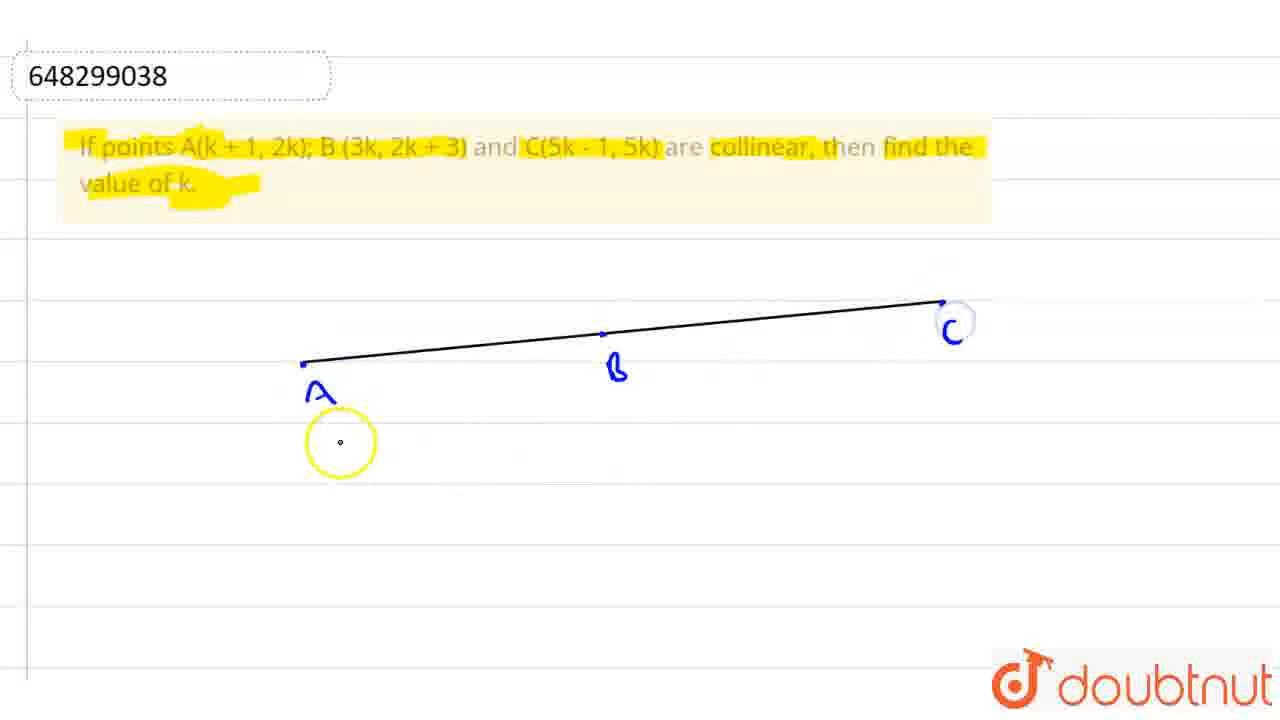 648299038
If points A(k + 1, 2k); B (3k, 2k + 3) and C(5k - 1, 5k) are collinear, then find the
value of k.
C
B
A
doubtnut